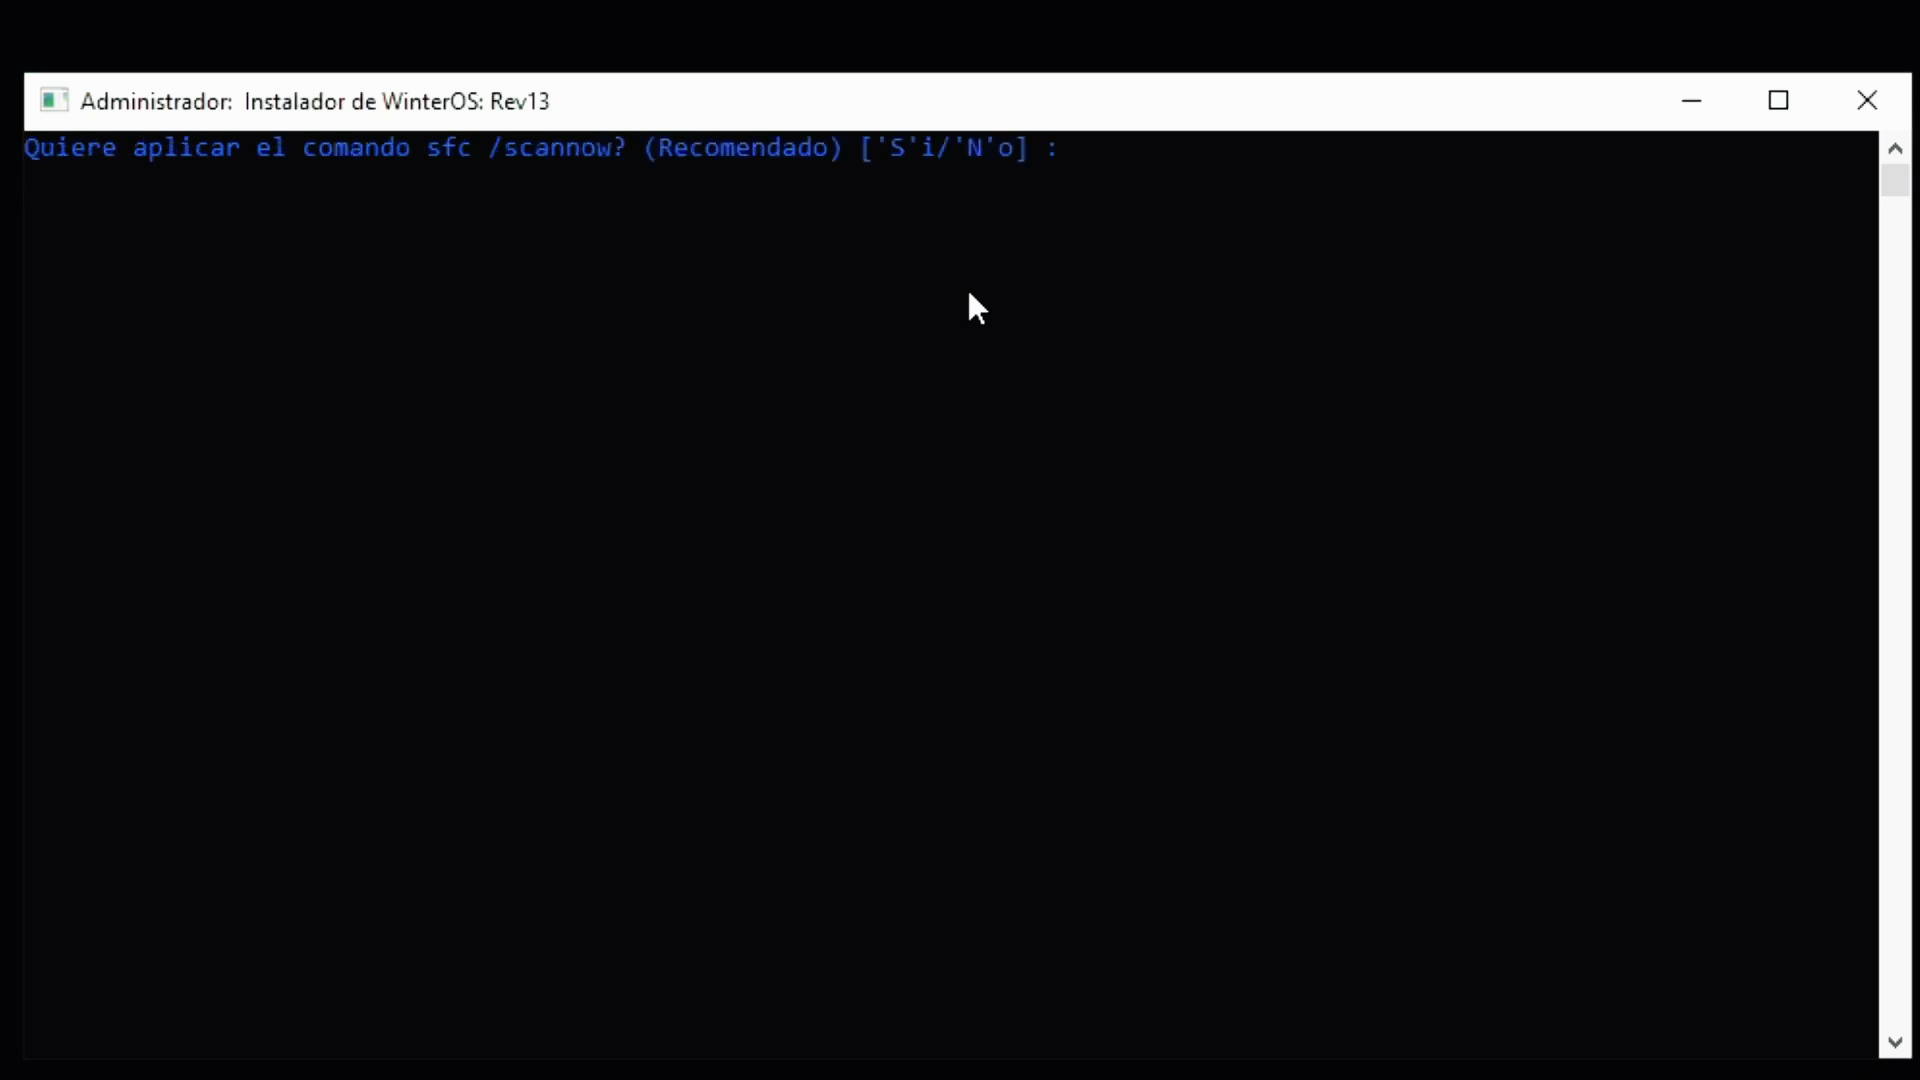 Administrador: Instalador de WinterOS: Rev13
Quiere aplicar el comando sfc /scannow? (Recomendado) ['S'i/'N'o] :